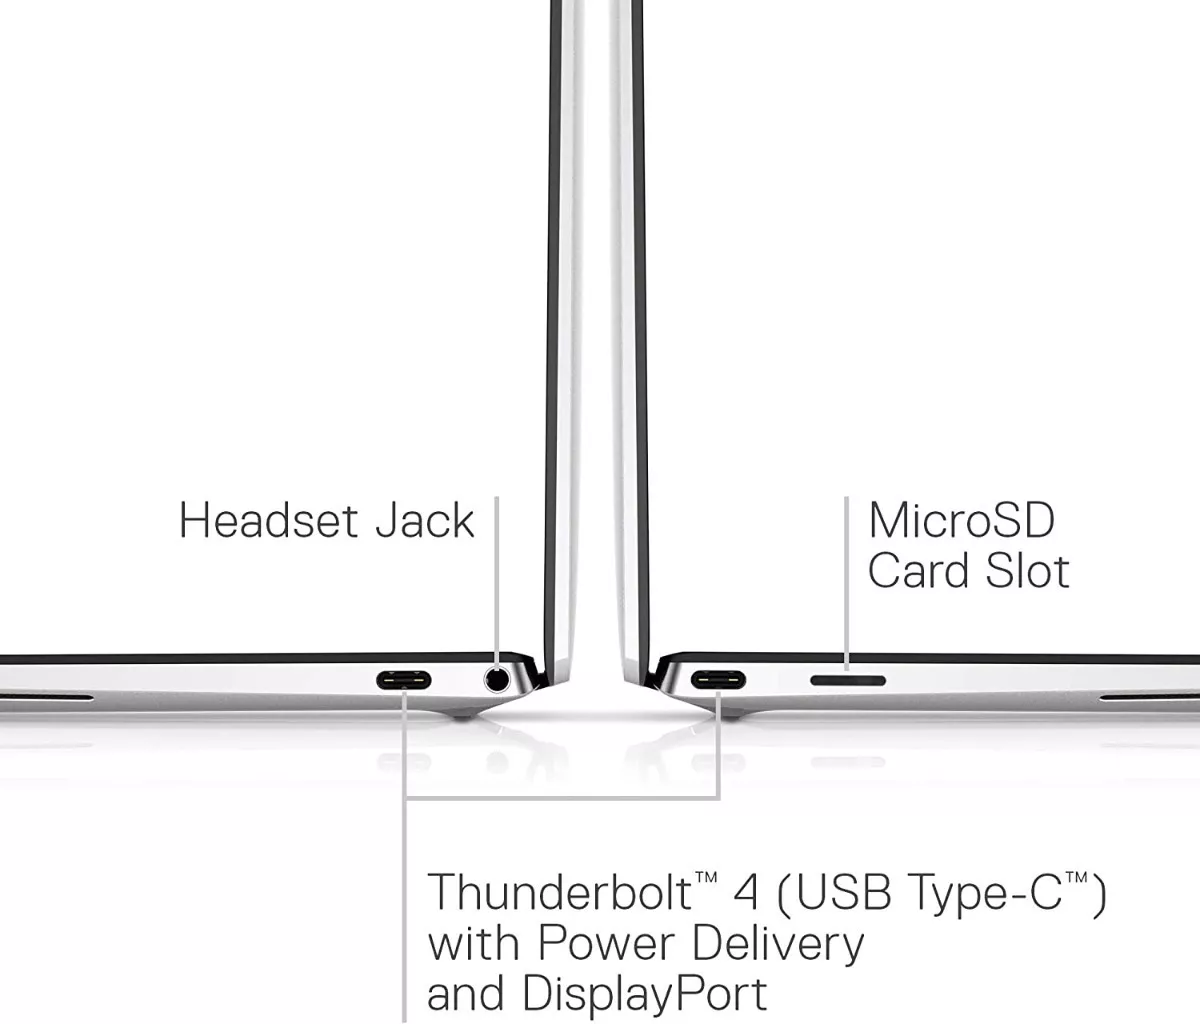 Headset Jack
MicroSD
Card Slot
Thunderbolt™ 4 (USB Type-C™)
with Power Delivery
and DisplayPort